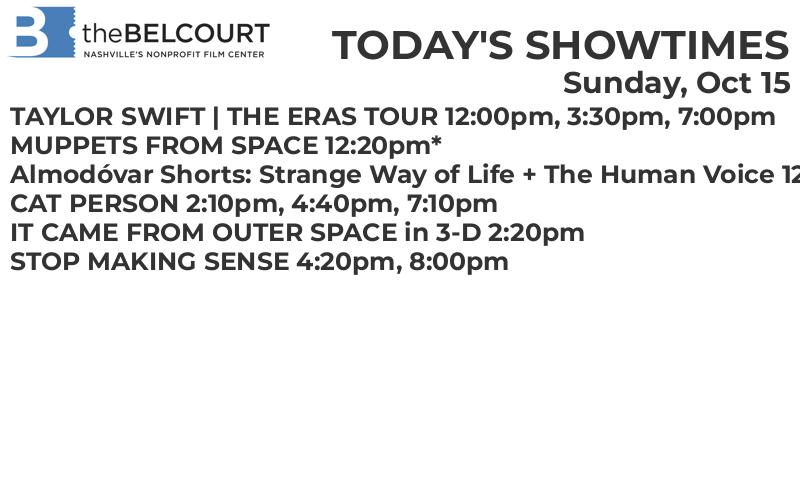 B theBELCOURT
NASHVILLE'S NONPROFIT FILM CENTER
TODAY'S SHOWTIMES
Sunday, Oct 15
TAYLOR SWIFT | THE ERAS TOUR 12:00pm, 3:30pm, 7:00pm
MUPPETS FROM SPACE 12:20pm*
Almodóvar Shorts: Strange Way of Life + The Human Voice 12
CAT PERSON 2:10pm, 4:40pm, 7:10pm
IT CAME FROM OUTER SPACE in 3-D 2:20pm
STOP MAKING SENSE 4:20pm, 8:00pm